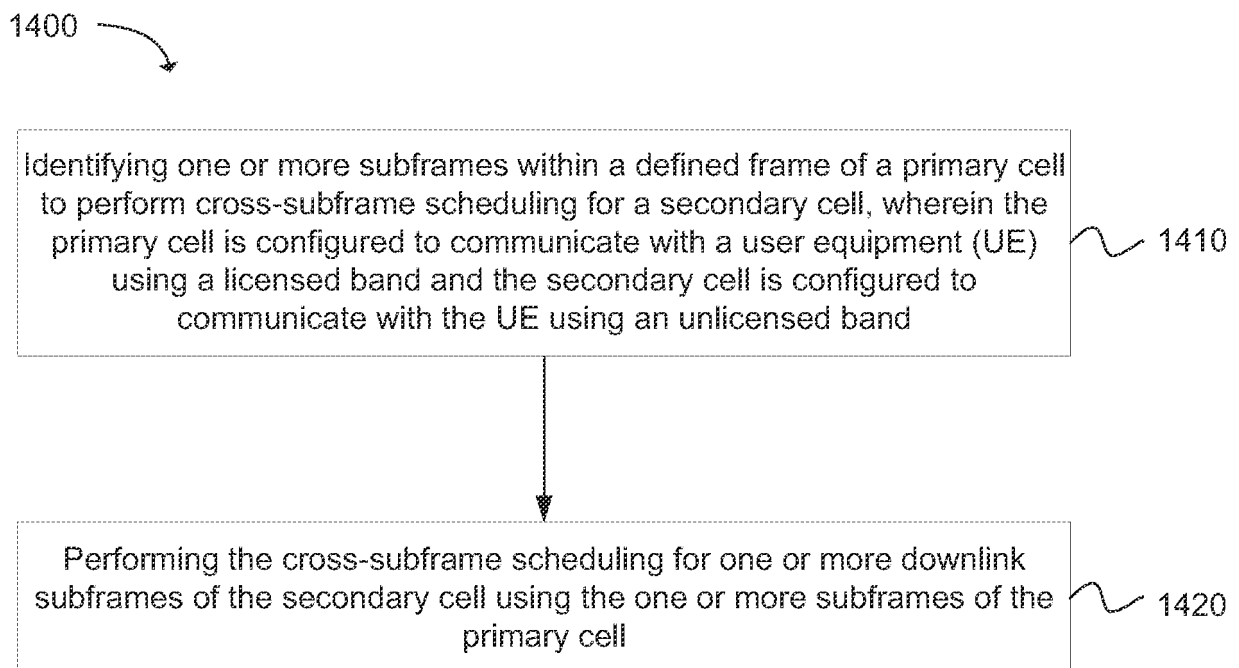 1400
Identifying one or more subframes within a defined frame of a primary cell
to perform cross-subframe scheduling for a secondary cell, wherein the
primary cell is configured to communicate with a user equipment (UE)
using a licensed band and the secondary cell is configured to
communicate with the UE using an unlicensed band
1410
Performing the cross-subframe scheduling for one or more downlink
subframes of the secondary cell using the one or more subframes of the
primary cell
1420